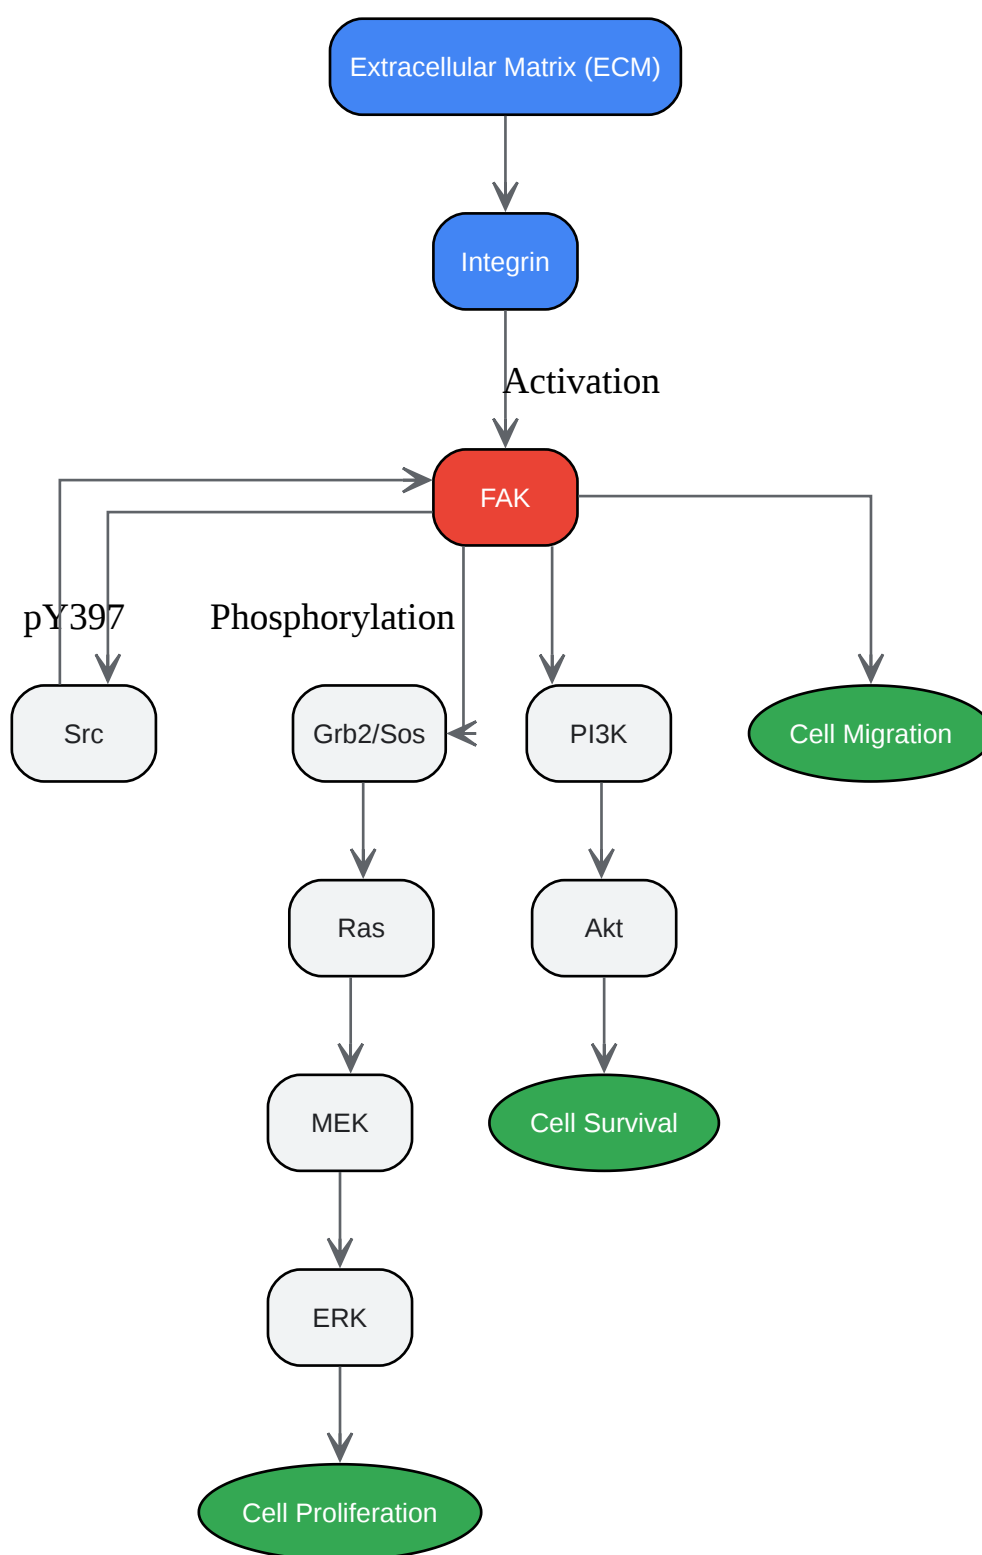 Extracellular Matrix (ECM)
Integrin
Activation
FAK
pY397
Phosphorylation
Src
Grb2/Sos
PI3K
Cell Migration
Ras
Akt
MEK
Cell Survival
ERK
Cell Proliferation